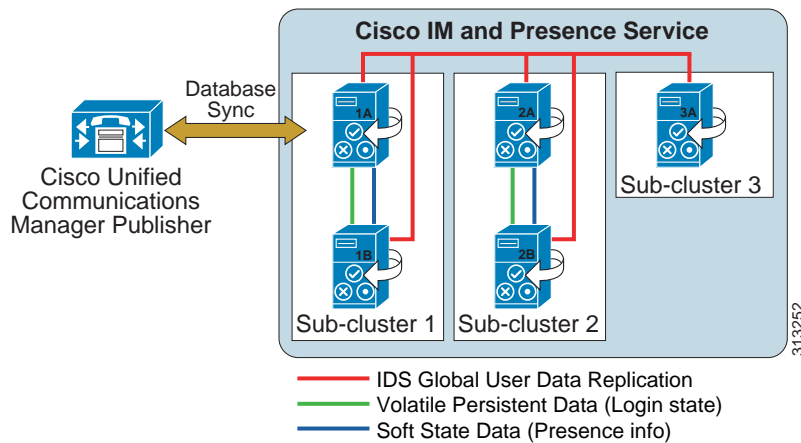 Cisco IM and Presence Service
Database
Sync
Cisco Unified
Communications
Manager Publisher
1A
2A
3A
Sub-cluster 3
1B
2B
Sub-cluster 1
Sub-cluster 2
313252
IDS Global User Data Replication
Volatile Persistent Data (Login state)
Soft State Data (Presence info)